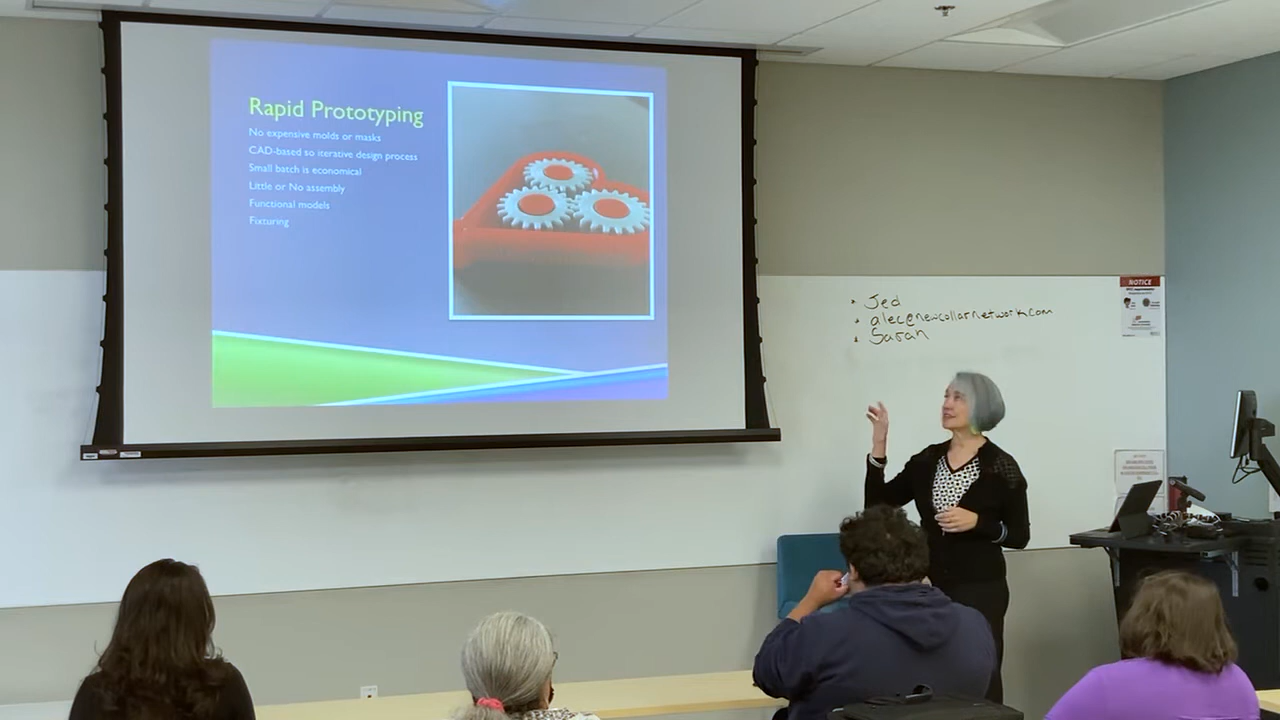 Rapid Prototyping
No expensive molds or masks
CAD-based so iterative design process
Small batch is economical
Little or No assembly
Functional models
Fixturing
• Jed
• alec@newcollarnetwork.com
• Sarah
NOTICE